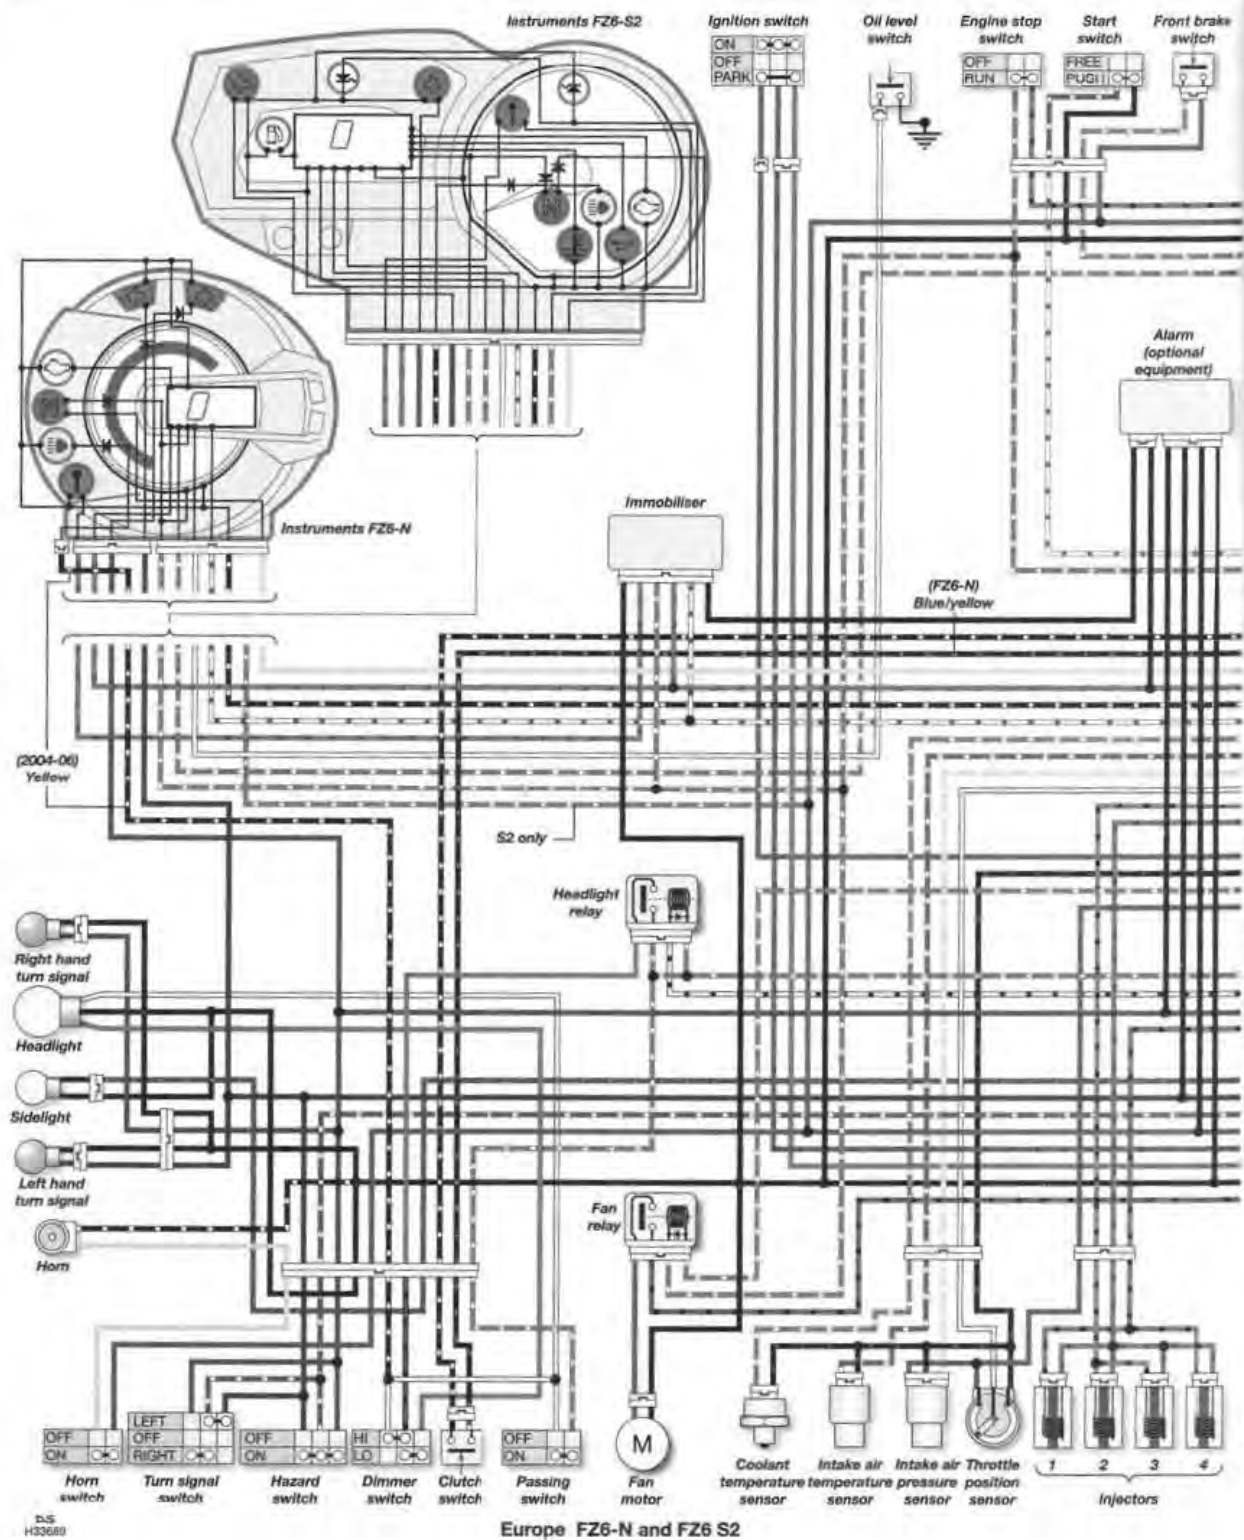 Instruments FZ6-S2
Ignition switch
ON
OFF
PARK
Oil level
switch
Engine stop
switch
OFF
RUN
Start
switch
FREE
PUSH
Front brake
switch
Alarm
(optional
equipment)
Immobiliser
Instruments FZ6-N
(FZ6-N)
Blue/yellow
(2004-06)
Yellow
S2 only
Headlight
relay
Right hand
turn signal
Headlight
Sidelight
Left hand
turn signal
Horn
Fan
relay
LEFT
OFF
RIGHT
OFF
ON
OFF
ON
HI
LO
OFF
ON
M
1 2 3 4
Horn
switch
Turn signal
switch
Hazard
switch
Dimmer
switch
Clutch
switch
Passing
switch
Fan
motor
Coolant
temperature
sensor
Intake air
temperature
sensor
Intake air
pressure
sensor
Throttle
position
sensor
Injectors
H33689
Europe FZ6-N and FZ6 S2